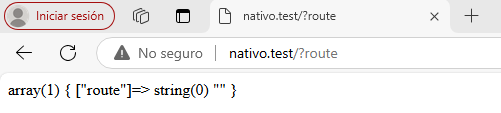 Iniciar sesión
nativo.test/?route
No seguro
nativo.test/?route
array(1) { ["route"]=> string(0) "" }